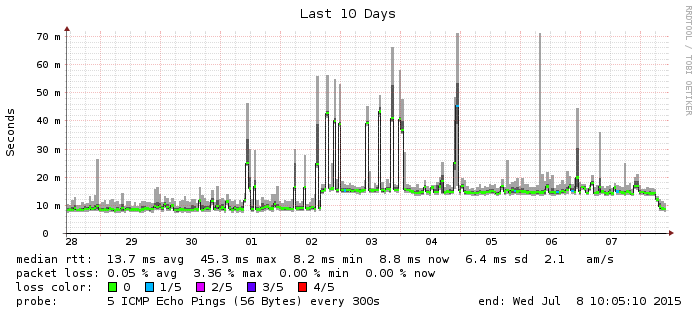 Last 10 Days
RRDTOOL / TOBI OETIKER
Seconds
70 m
60 m
50 m
40 m
30 m
20 m
10 m
0
28 29 30 01 02 03 04 05 06 07
median rtt: 13.7 ms avg 45.3 ms max 8.2 ms min 8.8 ms now 6.4 ms sd 2.1 am/s
packet loss: 0.05 % avg 3.36 % max 0.00 % min 0.00 % now
loss color: 0 1/5 2/5 3/5 4/5
probe: 5 ICMP Echo Pings (56 Bytes) every 300s end: Wed Jul 8 10:05:10 2015